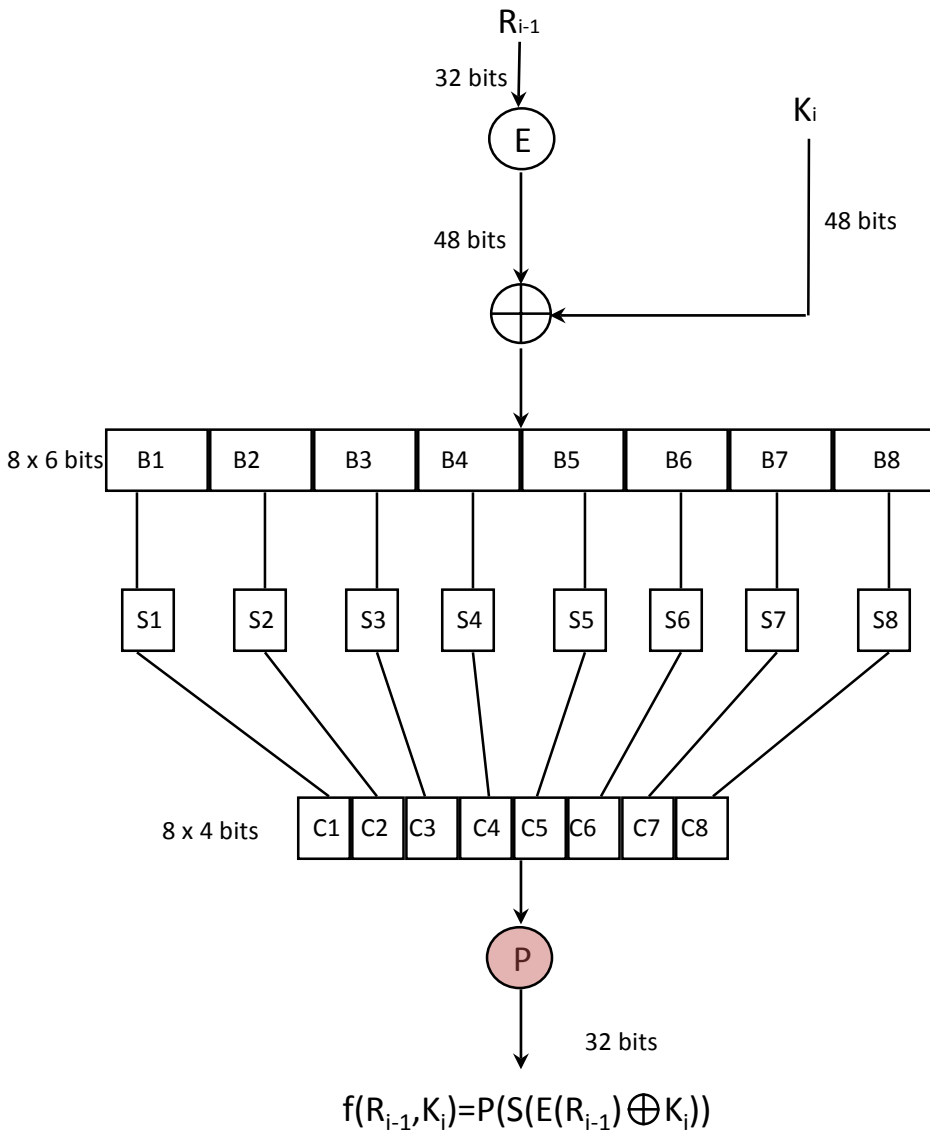 Ri-1
32 bits
E
Ki
48 bits
48 bits
8 x 6 bits B1 B2 B3 B4 B5 B6 B7 B8
S1 S2 S3 S4 S5 S6 S7 S8
8 x 4 bits C1 C2 C3 C4 C5 C6 C7 C8
P
32 bits
f(Ri-1,Ki)=P(S(E(Ri-1)⊕Ki))